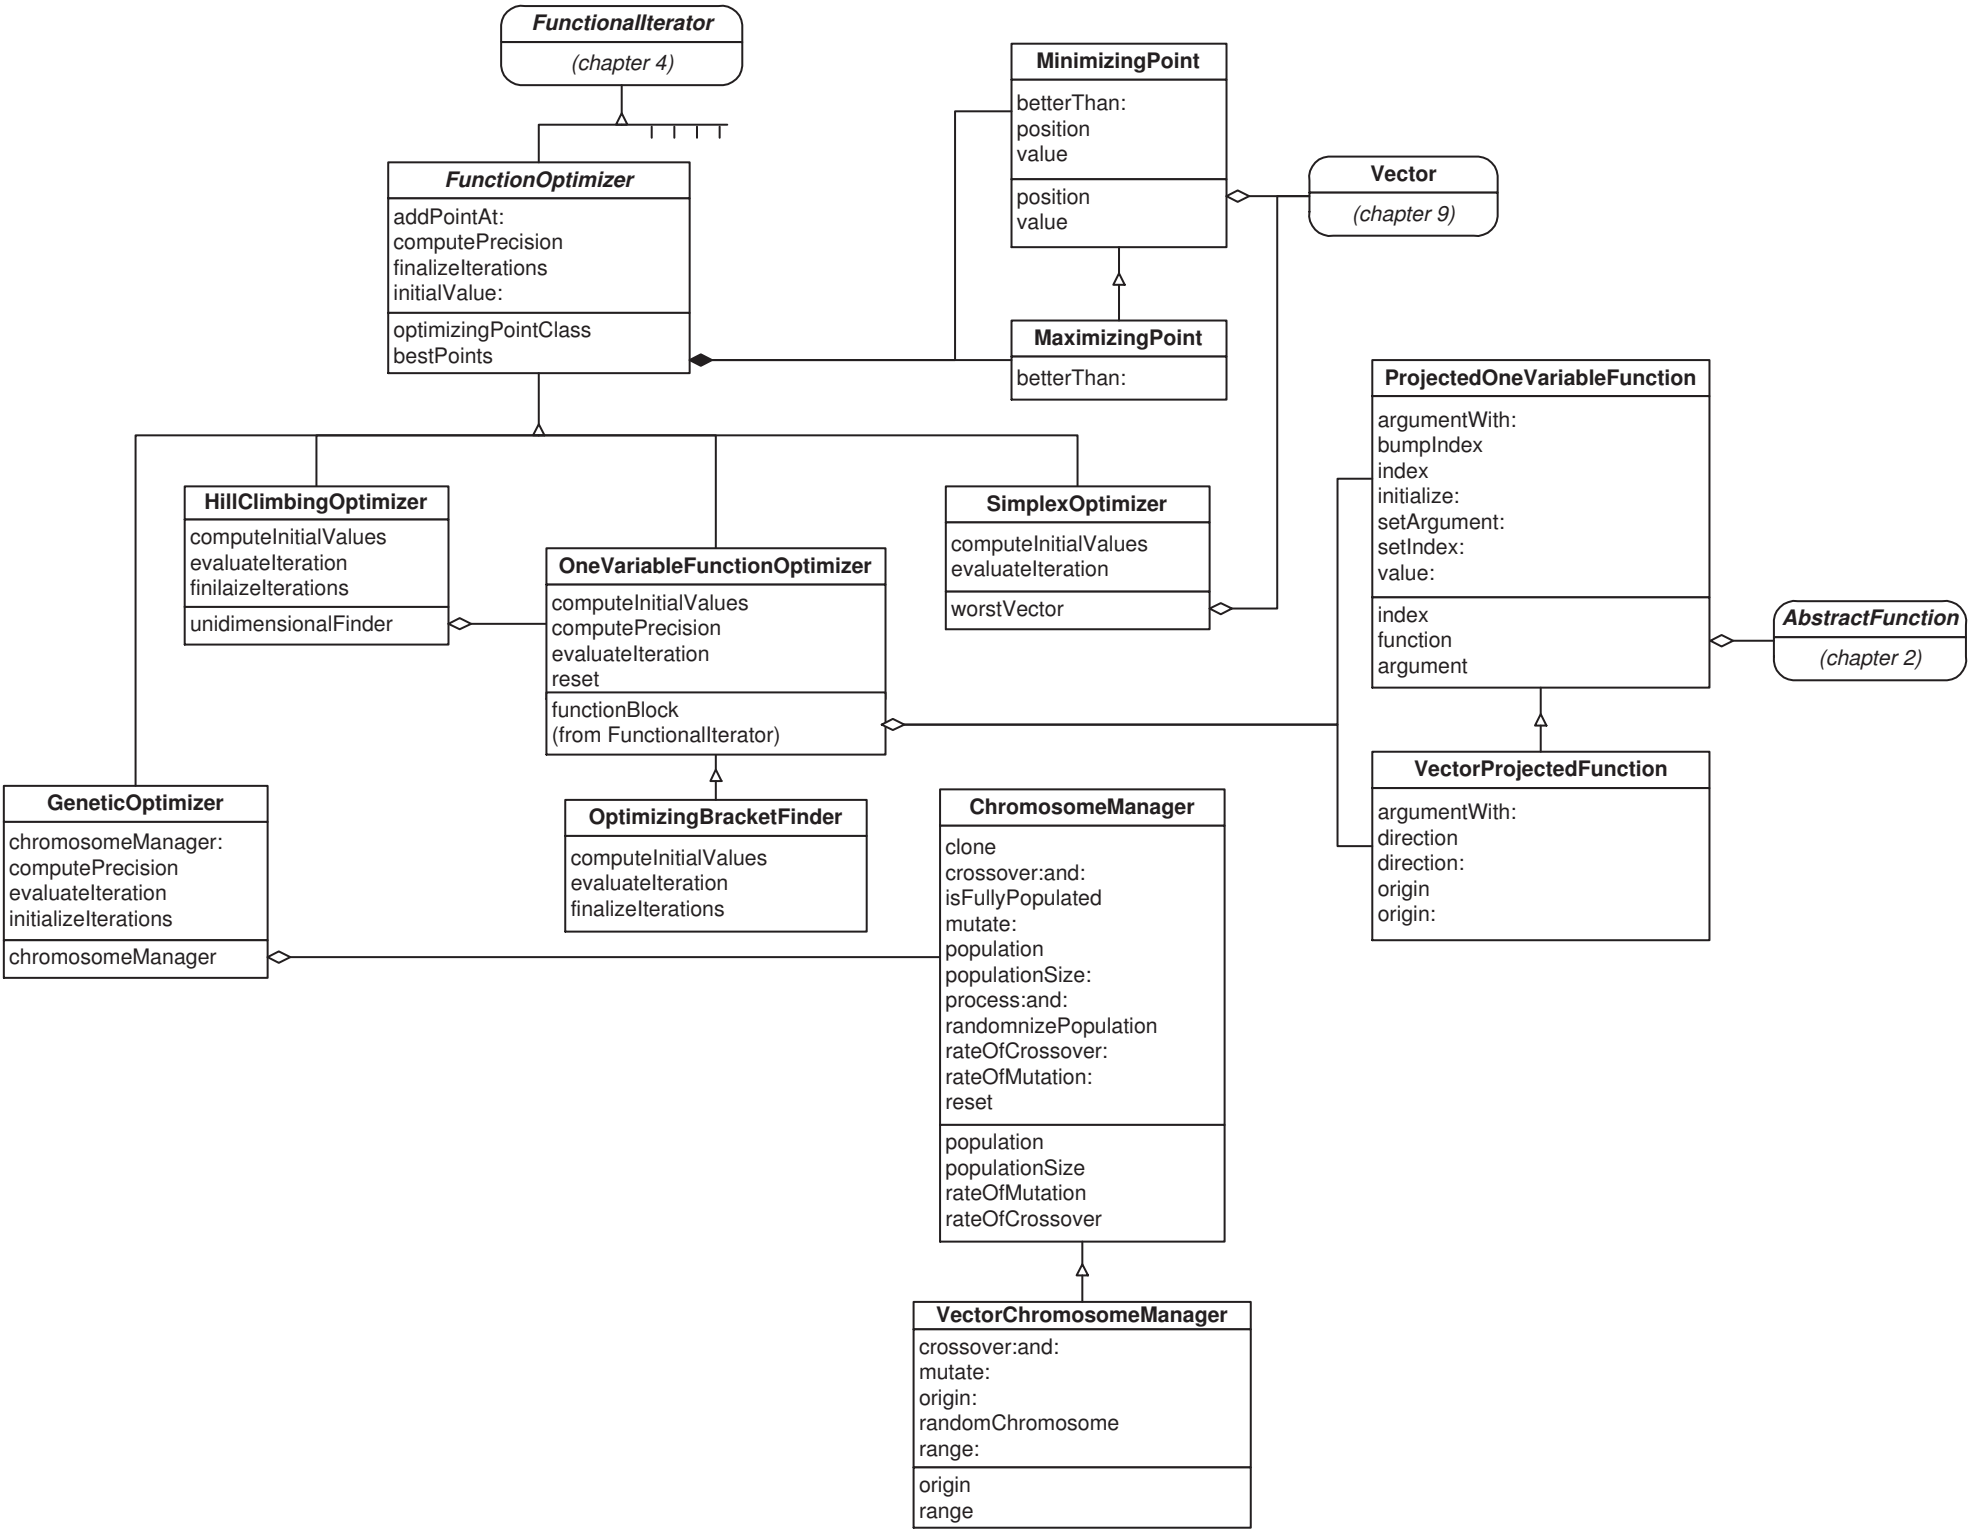 FunctionalIterator
(chapter 4)
MinimizingPoint
betterThan:
position
value
position
value
Vector
(chapter 9)
FunctionOptimizer
addPointAt:
computePrecision
finalizeIterations
initialValue:
optimizingPointClass
bestPoints
MaximizingPoint
betterThan:
ProjectedOneVariableFunction
argumentWith:
bumpIndex
index
initialize:
setArgument:
setIndex:
value:
index
function
argument
AbstractFunction
(chapter 2)
HillClimbingOptimizer
computeInitialValues
evaluateIteration
finilaizeIterations
unidimensionalFinder
OneVariableFunctionOptimizer
computeInitialValues
computePrecision
evaluateIteration
reset
functionBlock
(from FunctionalIterator)
SimplexOptimizer
computeInitialValues
evaluateIteration
worstVector
VectorProjectedFunction
argumentWith:
direction
direction:
origin
origin:
GeneticOptimizer
chromosomeManager:
computePrecision
evaluateIteration
initializeIterations
chromosomeManager
OptimizingBracketFinder
computeInitialValues
evaluateIteration
finalizeIterations
ChromosomeManager
clone
crossover:and:
isFullyPopulated
mutate:
population
populationSize:
process:and:
randomnizePopulation
rateOfCrossover:
rateOfMutation:
reset
population
populationSize
rateOfMutation
rateOfCrossover
VectorChromosomeManager
crossover:and:
mutate:
origin:
randomChromosome
range:
origin
range